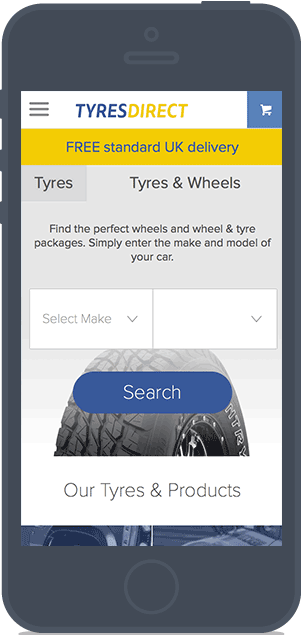 TYRESDIRECT
FREE standard UK delivery
Tyres
Tyres & Wheels
Find the perfect wheels and wheel & tyre
packages. Simply enter the make and model of
your car.
Select Make
Search
Our Tyres & Products